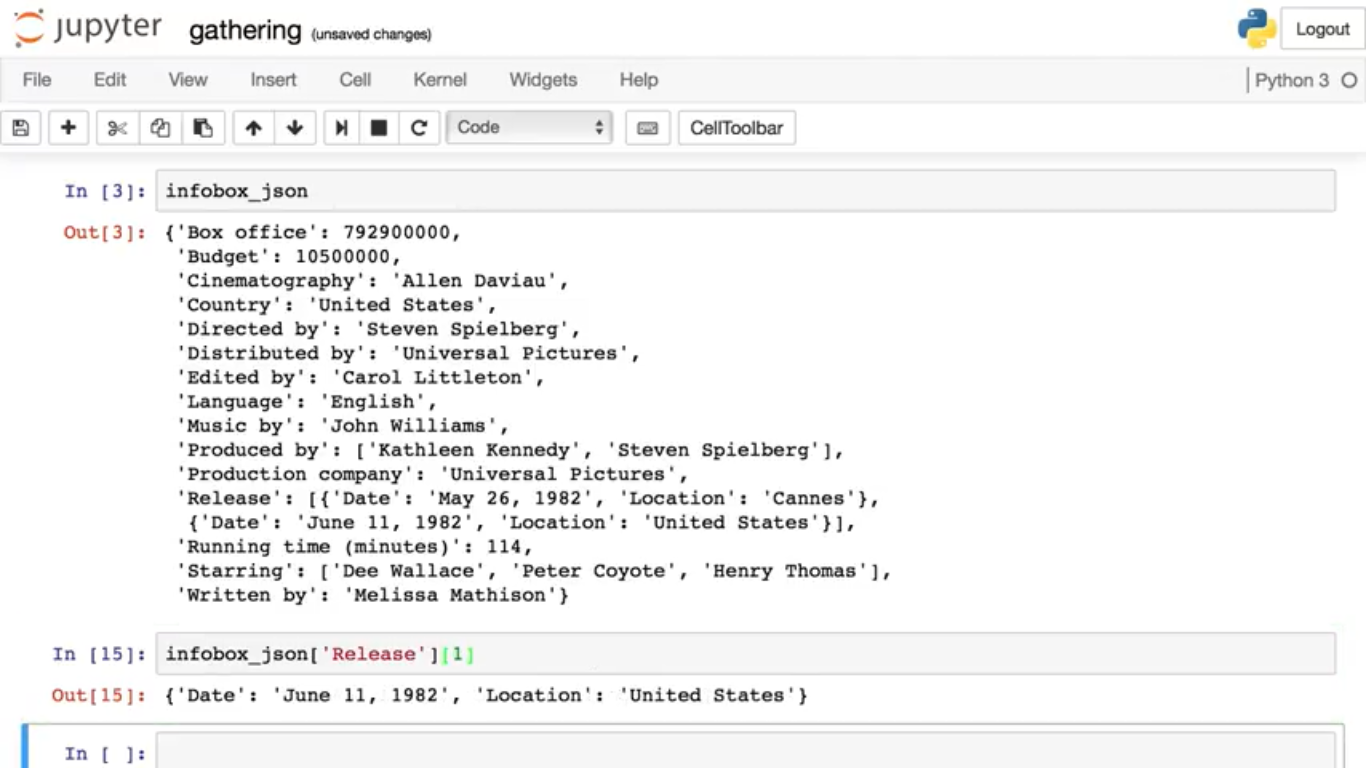 jupyter gathering (unsaved changes) Logout
File Edit View Insert Cell Kernel Widgets Help Python 3
Code CellToolbar
In [3]: infobox_json
Out[3]: {'Box office': 792900000,
'Budget': 10500000,
'Cinematography': 'Allen Daviau',
'Country': 'United States',
'Directed by': 'Steven Spielberg',
'Distributed by': 'Universal Pictures',
'Edited by': 'Carol Littleton',
'Language': 'English',
'Music by': 'John Williams',
'Produced by': ['Kathleen Kennedy', 'Steven Spielberg'],
'Production company': 'Universal Pictures',
'Release': [{'Date': 'May 26, 1982', 'Location': 'Cannes'},
{'Date': 'June 11, 1982', 'Location': 'United States'}],
'Running time (minutes)': 114,
'Starring': ['Dee Wallace', 'Peter Coyote', 'Henry Thomas'],
'Written by': 'Melissa Mathison'}
In [15]: infobox_json['Release'][1]
Out[15]: {'Date': 'June 11, 1982', 'Location': 'United States'}
In [ ]: